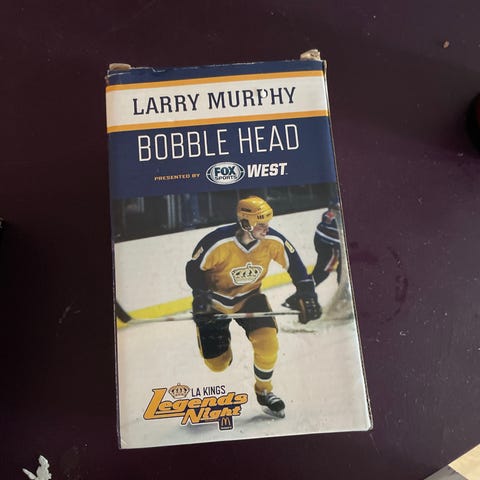 LARRY MURPHY
BOBBLE HEAD
PRESENTED BY FOX SPORTS WEST
LA KINGS
Legends
Night